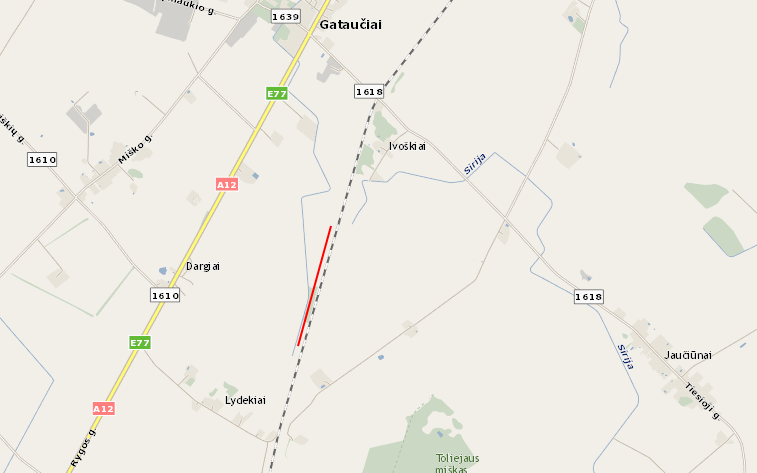 1639
Gataučiai
E77
1618
Miško g.
1610
Ivoškiai
Sirija
A12
Dargiai
1610
1618
E77
Sirija
Jaučiūnai
Tiesioji g.
Lydekiai
A12
Rygos g.
Toliejaus
miškas